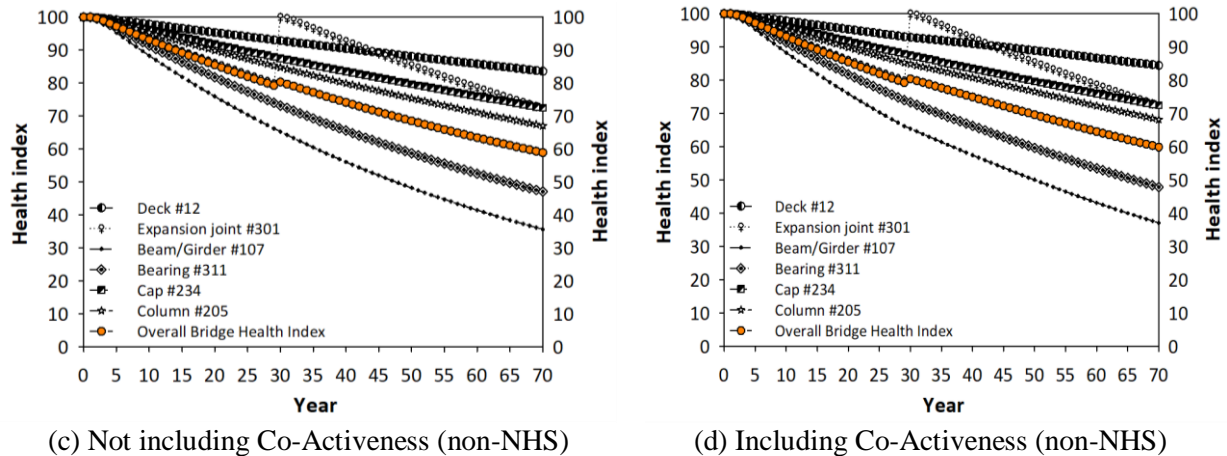 100
90
80
70
60
50
40
30
20
10
0
Health index
Deck #12
Expansion joint #301
Beam/Girder #107
Bearing #311
Cap #234
Column #205
Overall Bridge Health Index
100
90
80
70
60
50
40
30
20
10
0
Health index
0 5 10 15 20 25 30 35 40 45 50 55 60 65 70
Year
(c) Not including Co-Activeness (non-NHS)
100
90
80
70
60
50
40
30
20
10
0
Health index
Deck #12
Expansion joint #301
Beam/Girder #107
Bearing #311
Cap #234
Column #205
Overall Bridge Health Index
100
90
80
70
60
50
40
30
20
10
0
Health index
0 5 10 15 20 25 30 35 40 45 50 55 60 65 70
Year
(d) Including Co-Activeness (non-NHS)